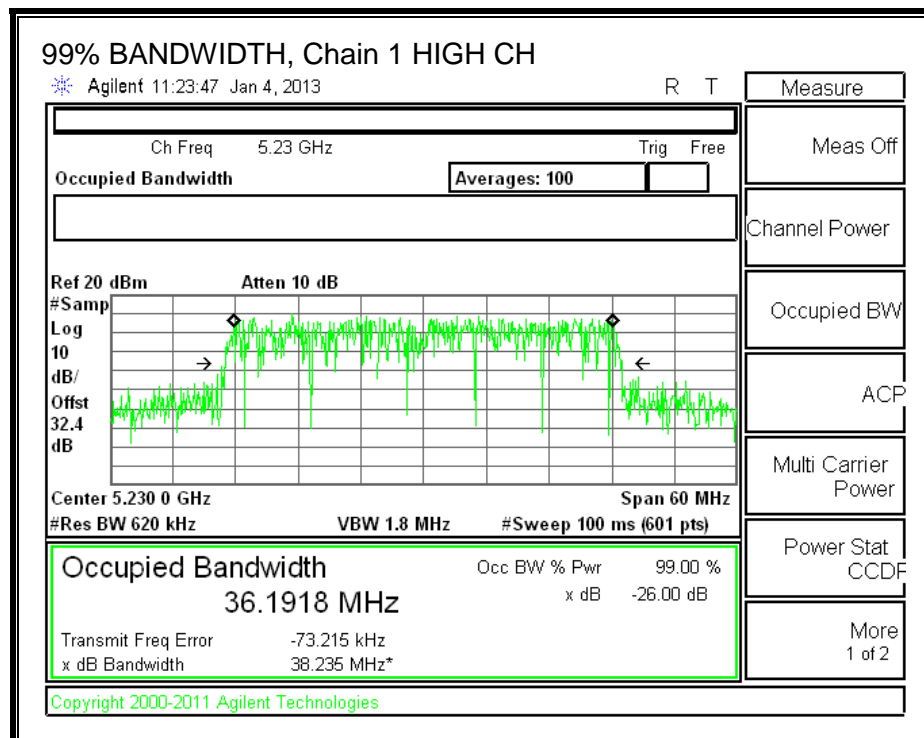 99% BANDWIDTH, Chain 1 HIGH CH
Agilent 11:23:47 Jan 4, 2013 R T
Measure
Ch Freq 5.23 GHz Trig Free
Occupied Bandwidth Averages: 100
Meas Off
Channel Power
Occupied BW
ACP
Multi Carrier
Power
Power Stat
CCDF
More
1 of 2
Ref 20 dBm Atten 10 dB
#Samp
Log
10
dB/
Offst
32.4
dB
Center 5.230 0 GHz Span 60 MHz
#Res BW 620 kHz VBW 1.8 MHz #Sweep 100 ms (601 pts)
Occupied Bandwidth Occ BW % Pwr 99.00 %
36.1918 MHz x dB -26.00 dB
Transmit Freq Error -73.215 kHz
x dB Bandwidth 38.235 MHz*
Copyright 2000-2011 Agilent Technologies